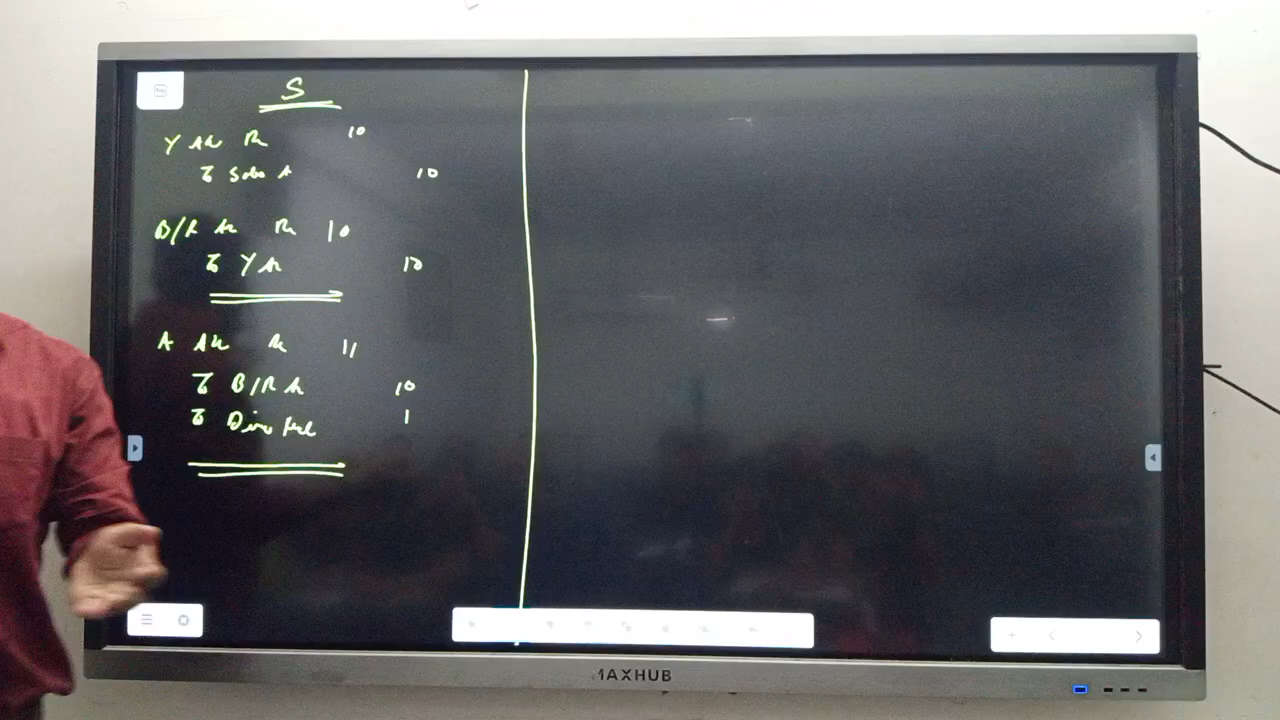 S
Y A/c Dr 10
To Sales A 10
B/R A/c Dr 10
To Y A/c 10
A A/c Dr 11
To B/R A/c 10
To 1
MAXHUB